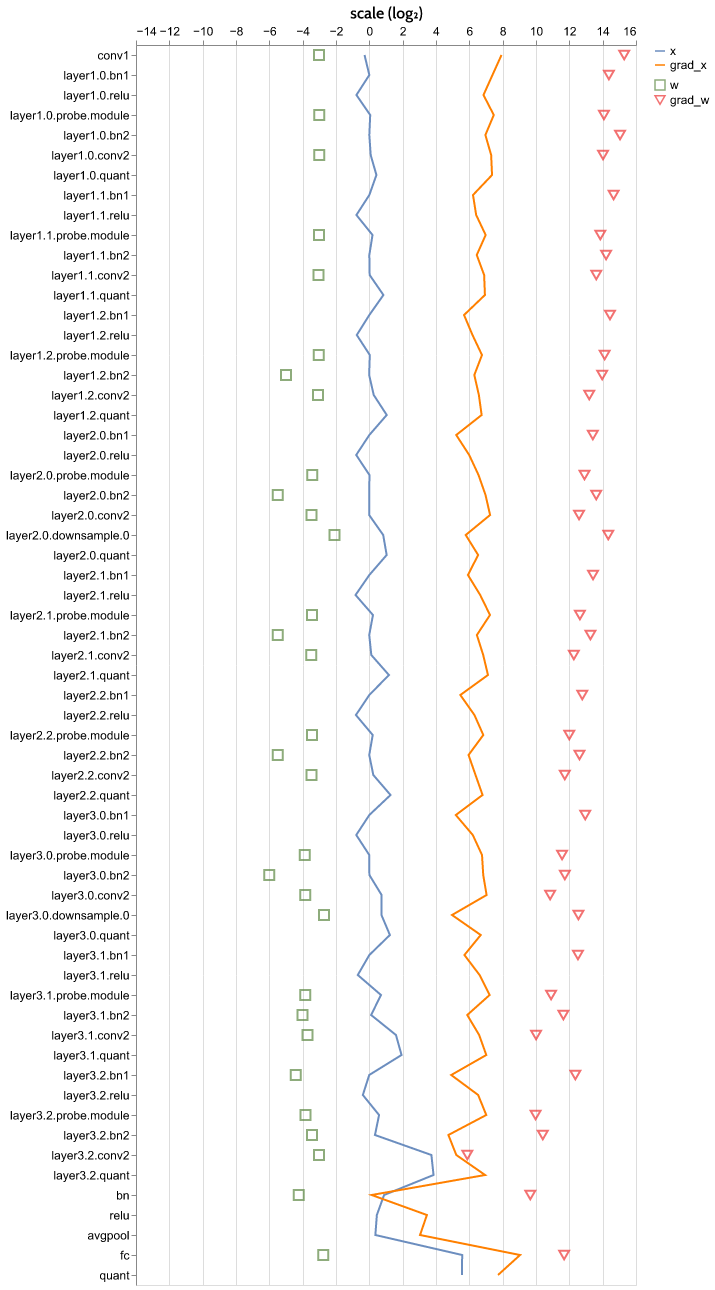 scale (log₂)
−14 −12 −10 −8 −6 −4 −2 0 2 4 6 8 10 12 14 16
x
grad_x
w
grad_w
conv1
layer1.0.bn1
layer1.0.relu
layer1.0.probe.module
layer1.0.bn2
layer1.0.conv2
layer1.0.quant
layer1.1.bn1
layer1.1.relu
layer1.1.probe.module
layer1.1.bn2
layer1.1.conv2
layer1.1.quant
layer1.2.bn1
layer1.2.relu
layer1.2.probe.module
layer1.2.bn2
layer1.2.conv2
layer1.2.quant
layer2.0.bn1
layer2.0.relu
layer2.0.probe.module
layer2.0.bn2
layer2.0.conv2
layer2.0.downsample.0
layer2.0.quant
layer2.1.bn1
layer2.1.relu
layer2.1.probe.module
layer2.1.bn2
layer2.1.conv2
layer2.1.quant
layer2.2.bn1
layer2.2.relu
layer2.2.probe.module
layer2.2.bn2
layer2.2.conv2
layer2.2.quant
layer3.0.bn1
layer3.0.relu
layer3.0.probe.module
layer3.0.bn2
layer3.0.conv2
layer3.0.downsample.0
layer3.0.quant
layer3.1.bn1
layer3.1.relu
layer3.1.probe.module
layer3.1.bn2
layer3.1.conv2
layer3.1.quant
layer3.2.bn1
layer3.2.relu
layer3.2.probe.module
layer3.2.bn2
layer3.2.conv2
layer3.2.quant
bn
relu
avgpool
fc
quant